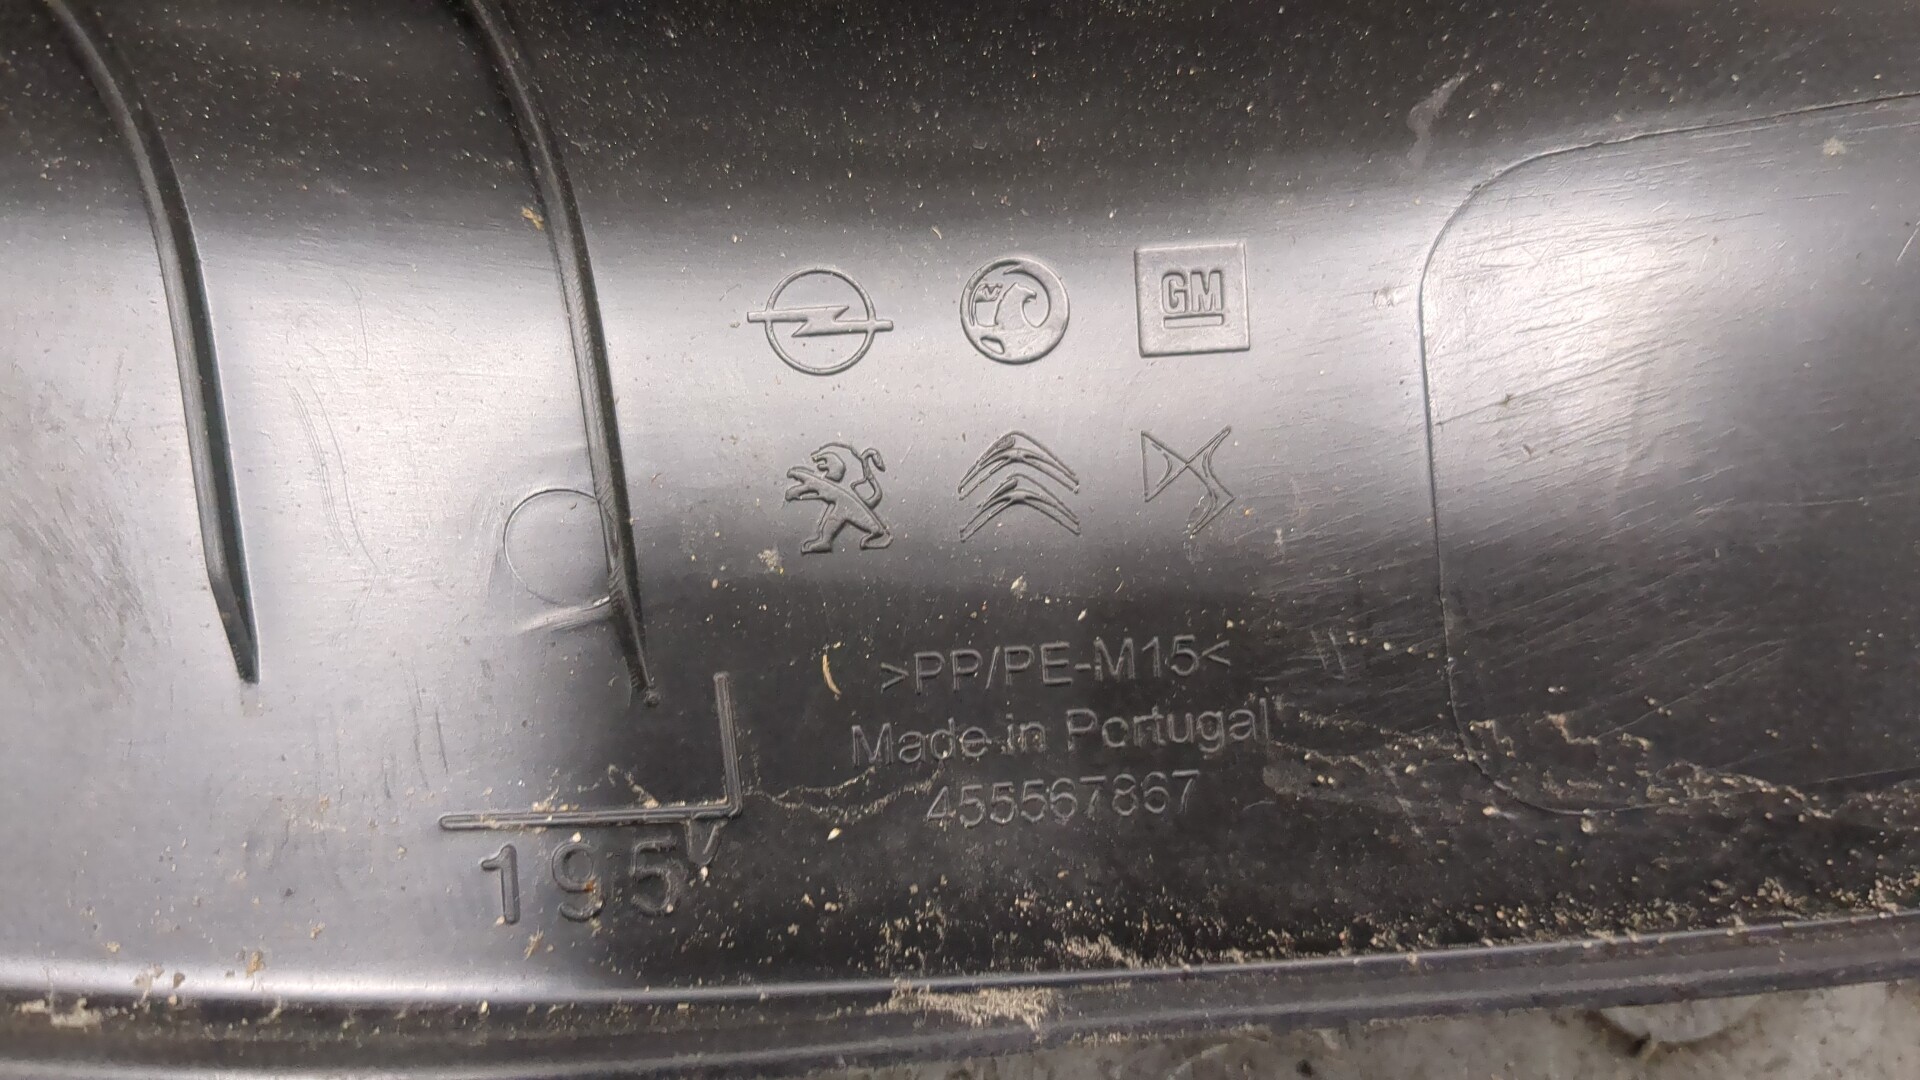 GM
>PP/PE-M15<
Made in Portugal
455567867
195